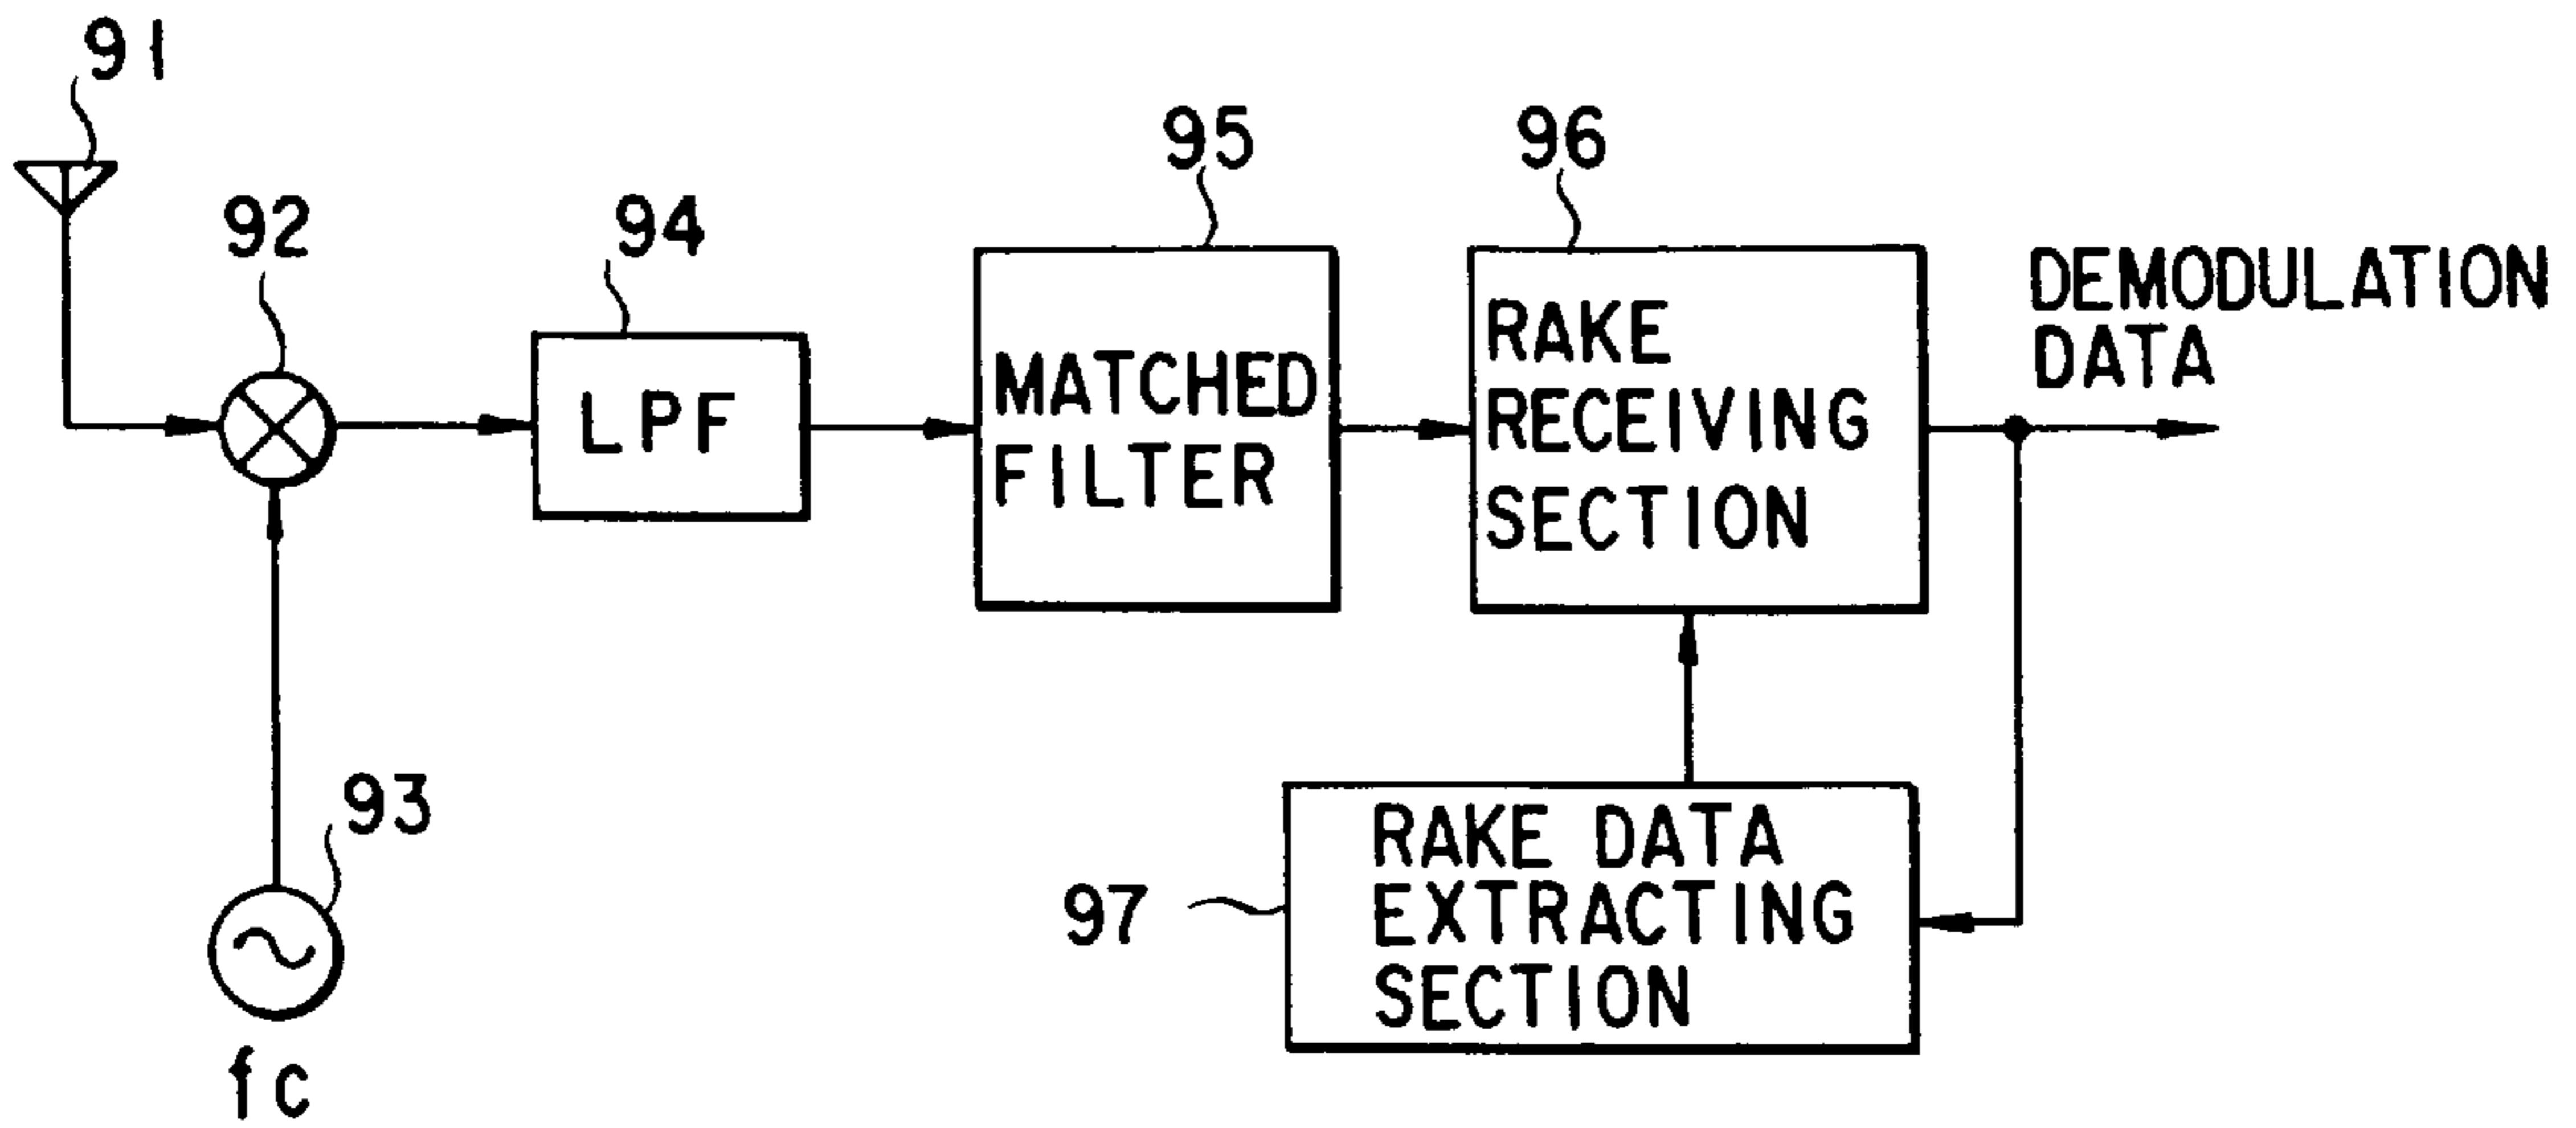 91
92
93
fc
94
LPF
95
MATCHED
FILTER
96
RAKE
RECEIVING
SECTION
DEMODULATION
DATA
97
RAKE DATA
EXTRACTING
SECTION